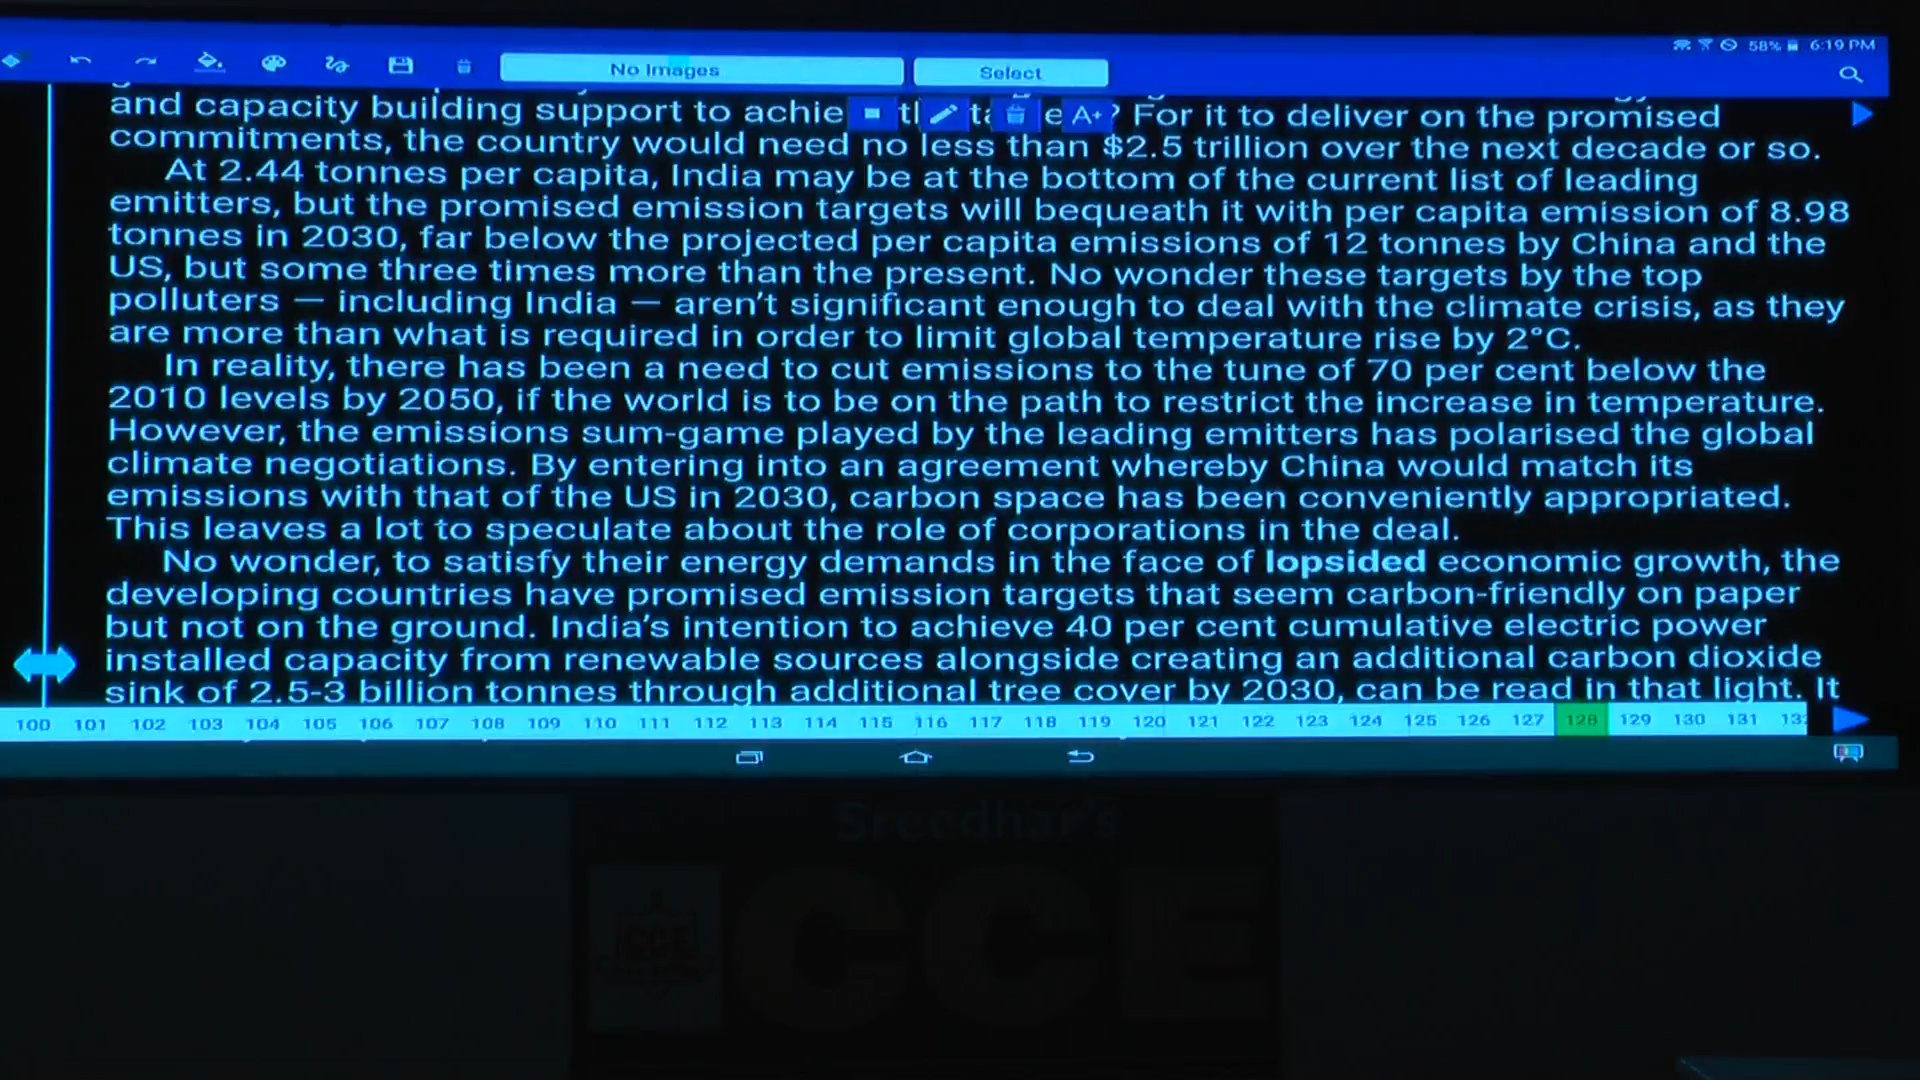 58% 6:19 PM
No Images
Select
and capacity building support to achie
A+
? For it to deliver on the promised
commitments, the country would need no less than $2.5 trillion over the next decade or so.
At 2.44 tonnes per capita, India may be at the bottom of the current list of leading
emitters, but the promised emission targets will bequeath it with per capita emission of 8.98
tonnes in 2030, far below the projected per capita emissions of 12 tonnes by China and the
US, but some three times more than the present. No wonder these targets by the top
polluters — including India — aren't significant enough to deal with the climate crisis, as they
are more than what is required in order to limit global temperature rise by 2°C.
In reality, there has been a need to cut emissions to the tune of 70 per cent below the
2010 levels by 2050, if the world is to be on the path to restrict the increase in temperature.
However, the emissions sum-game played by the leading emitters has polarised the global
climate negotiations. By entering into an agreement whereby China would match its
emissions with that of the US in 2030, carbon space has been conveniently appropriated.
This leaves a lot to speculate about the role of corporations in the deal.
No wonder, to satisfy their energy demands in the face of lopsided economic growth, the
developing countries have promised emission targets that seem carbon-friendly on paper
but not on the ground. India's intention to achieve 40 per cent cumulative electric power
installed capacity from renewable sources alongside creating an additional carbon dioxide
sink of 2.5-3 billion tonnes through additional tree cover by 2030, can be read in that light. It
100 101 102 103 104 105 106 107 108 109 110 111 112 113 114 115 116 117 118 119 120 121 122 123 124 125 126 127 128 129 130 131
Sreedhar's
CCE